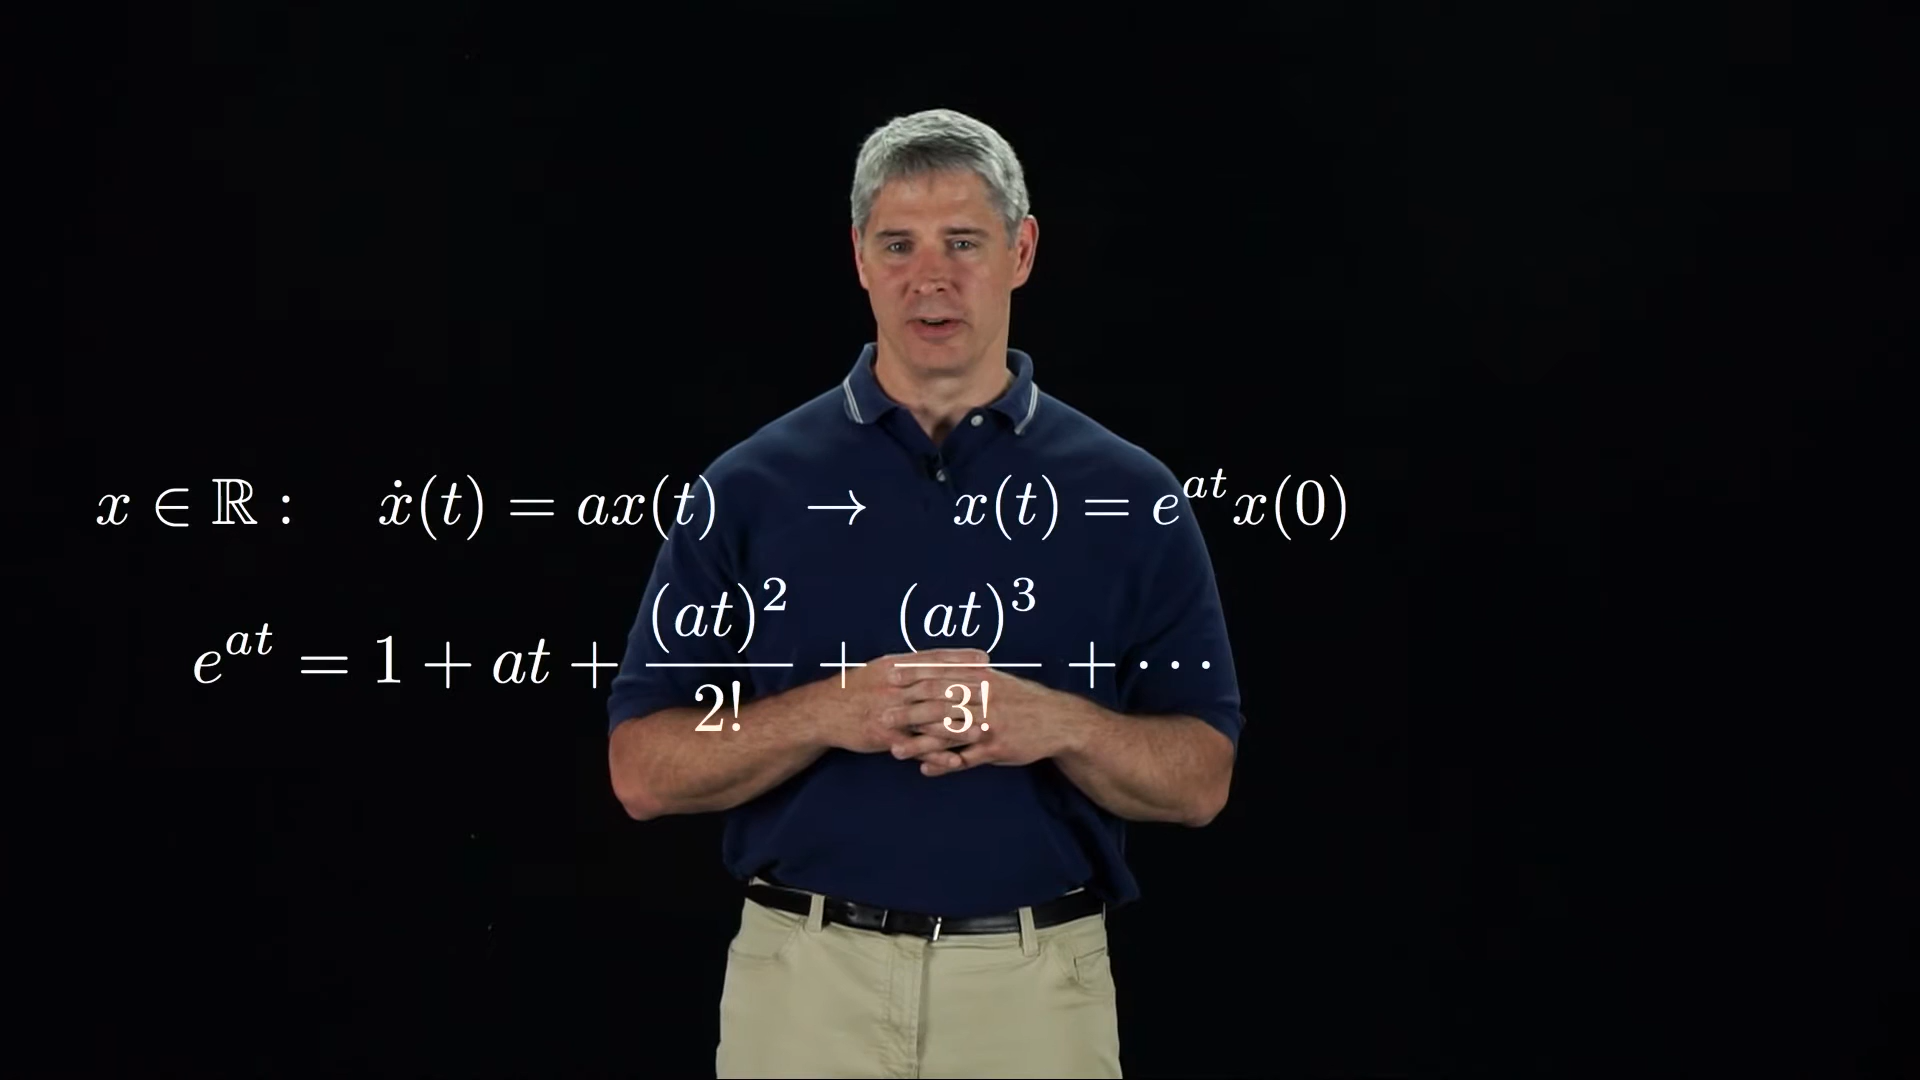 x ∈ ℝ : ẋ(t) = ax(t) → x(t) = e^{at}x(0)
e^{at} = 1 + at + (at)^2/2! + (at)^3/3! + ⋯